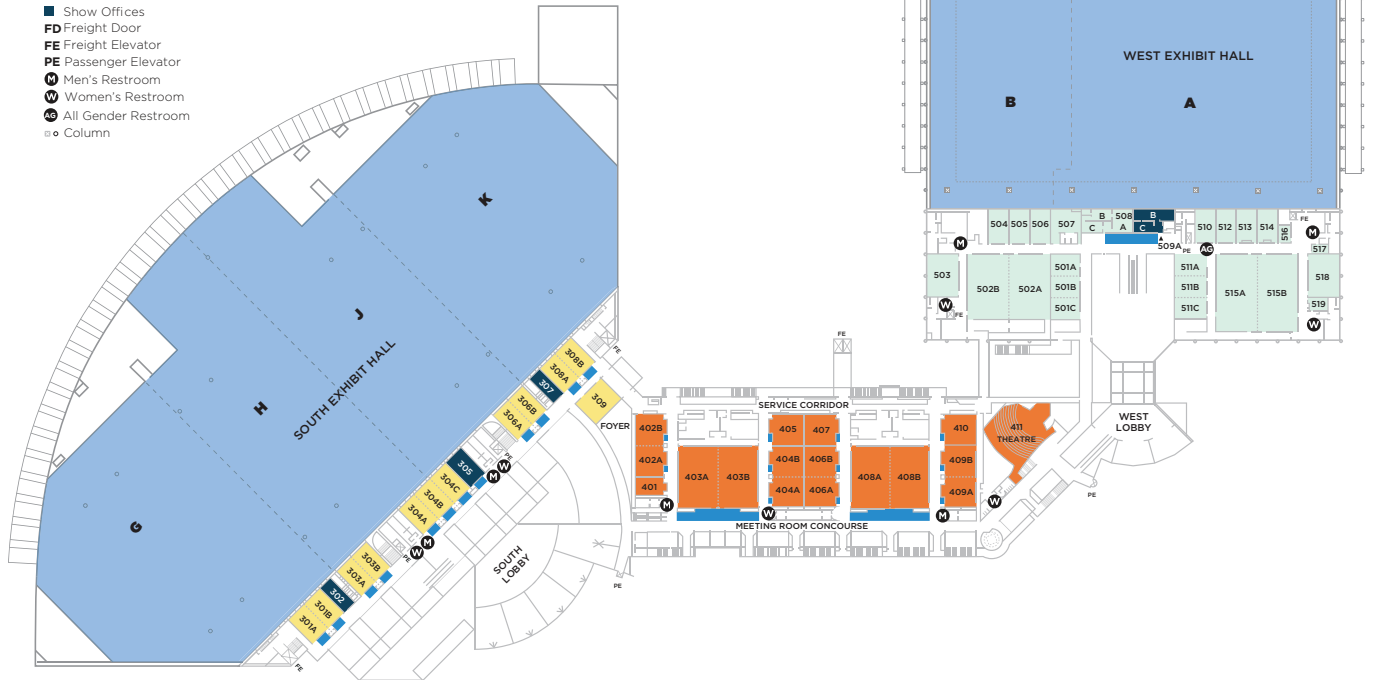 Show Offices
FD Freight Door
FE Freight Elevator
PE Passenger Elevator
M Men's Restroom
W Women's Restroom
AG All Gender Restroom
Column
WEST EXHIBIT HALL
B
A
K
J
H
G
SOUTH EXHIBIT HALL
504
505
506
507
B
508
C
A
B
C
509A
PE
AG
510
512
513
514
516
FE
M
517
M
503
W
FE
502B
502A
501A
501B
501C
511A
511B
511C
515A
515B
518
519
W
FE
FE
308B
308A
307
306B
306A
309
FOYER
PE
W
M
305
304C
304B
304A
M
W
PE
303B
303A
302
301B
301A
FE
SOUTH
LOBBY
PE
SERVICE CORRIDOR
402B
402A
401
M
403A
403B
W
405
407
404B
406B
404A
406A
408A
408B
410
409B
409A
M
W
411
THEATRE
MEETING ROOM CONCOURSE
WEST
LOBBY
PE